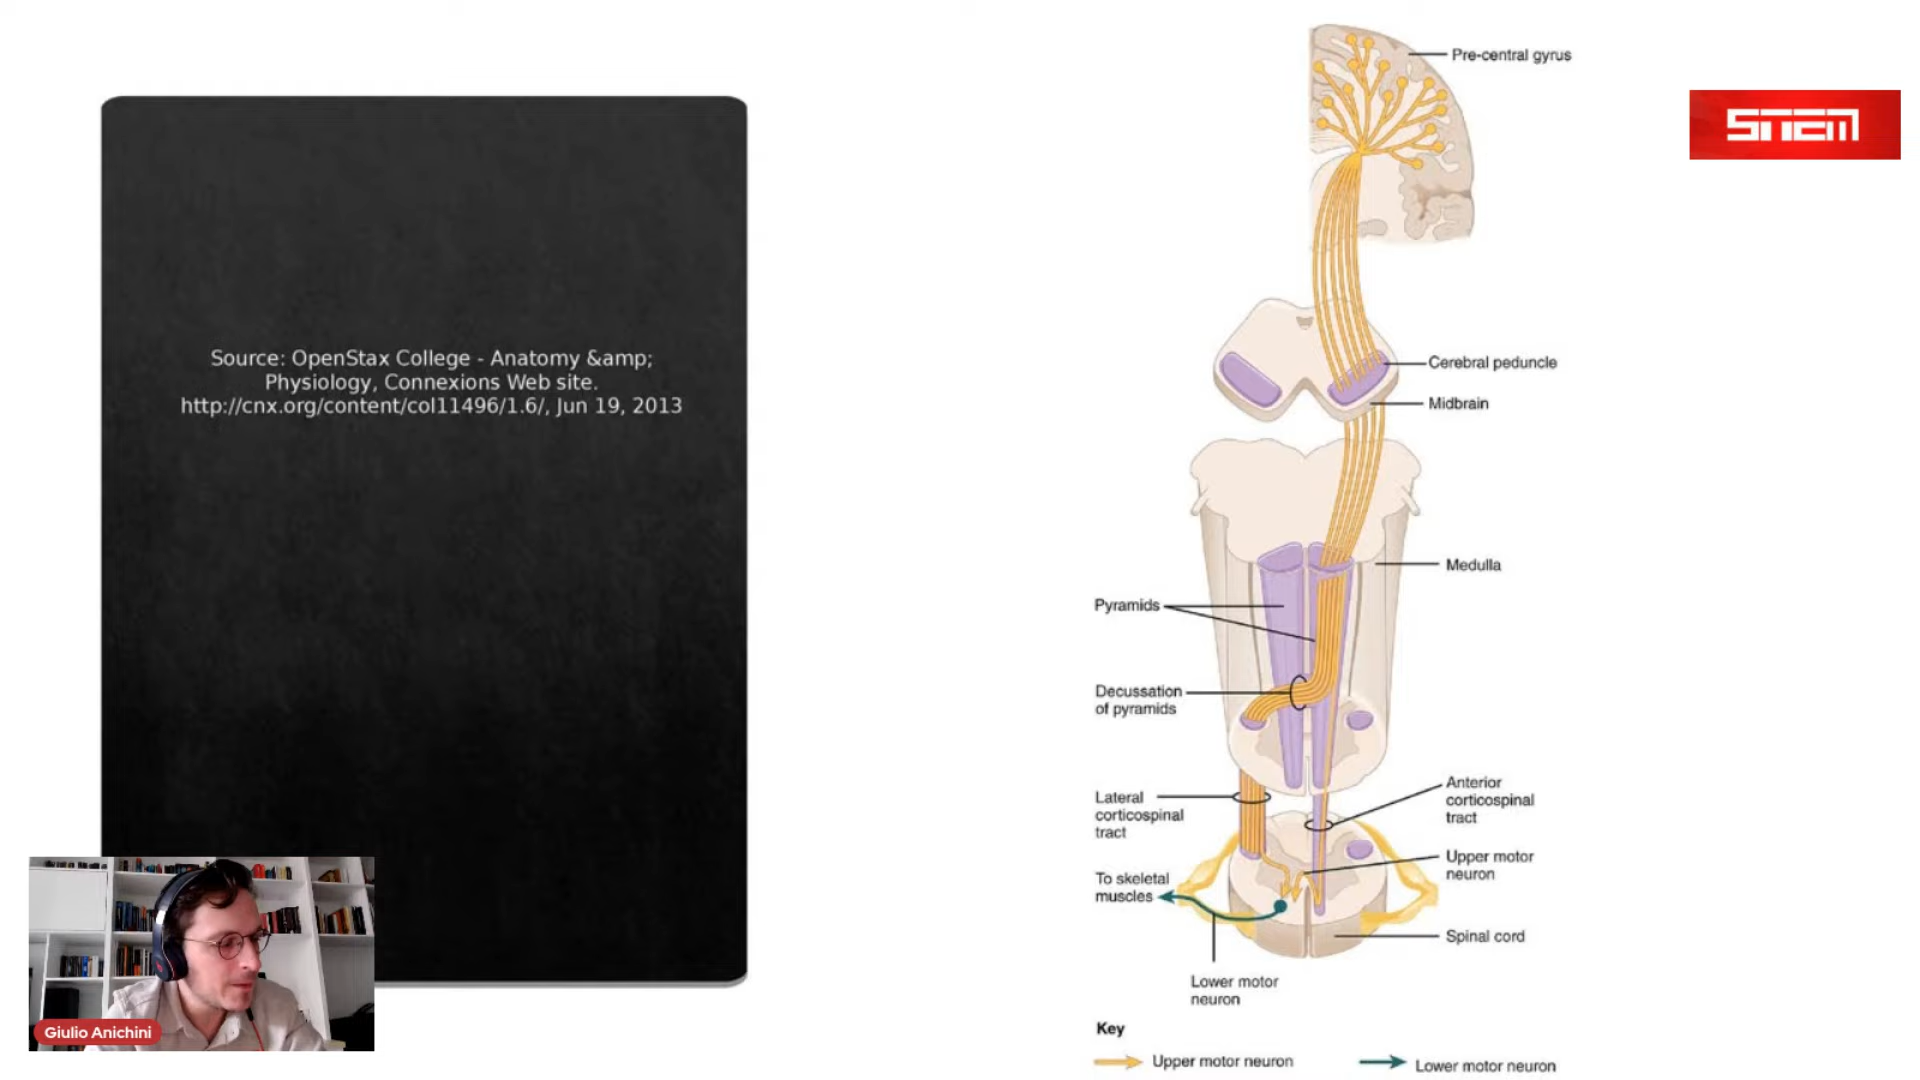 Source: OpenStax College - Anatomy &amp;
Physiology, Connexions Web site.
http://cnx.org/content/col11496/1.6/, Jun 19, 2013
Giulio Anichini
SNEM
Pre-central gyrus
Cerebral peduncle
Midbrain
Medulla
Pyramids
Decussation
of pyramids
Lateral
corticospinal
tract
Anterior
corticospinal
tract
Upper motor
neuron
To skeletal
muscles
Spinal cord
Lower motor
neuron
Key
Upper motor neuron
Lower motor neuron